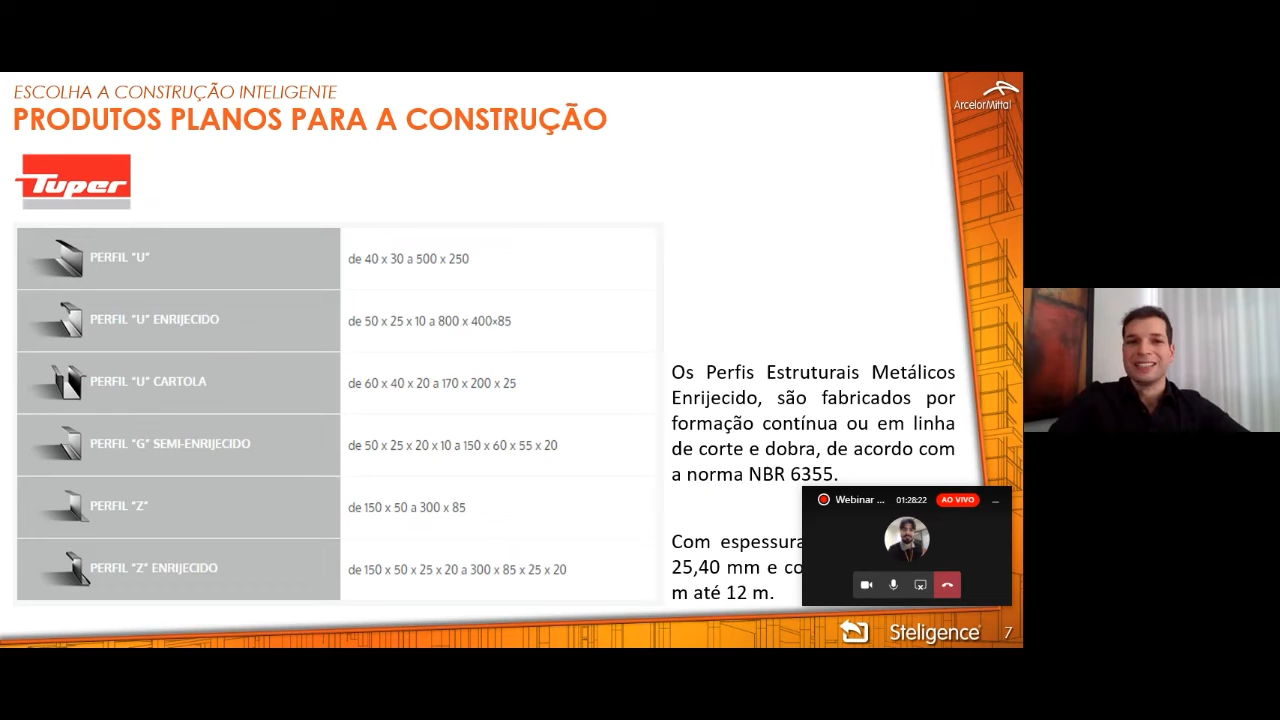 ESCOLHA A CONSTRUÇÃO INTELIGENTE
PRODUTOS PLANOS PARA A CONSTRUÇÃO
ArcelorMittal
Tuper
PERFIL "U"
de 40 x 30 a 500 x 250
PERFIL "U" ENRIJECIDO
de 50 x 25 x 10 a 800 x 400×85
PERFIL "U" CARTOLA
de 60 x 40 x 20 a 170 x 200 x 25
PERFIL "G" SEMI-ENRIJECIDO
de 50 x 25 x 20 x 10 a 150 x 60 x 55 x 20
PERFIL "Z"
de 150 x 50 a 300 x 85
PERFIL "Z" ENRIJECIDO
de 150 x 50 x 25 x 20 a 300 x 85 x 25 x 20
Os Perfis Estruturais Metálicos
Enrijecido, são fabricados por
formação contínua ou em linha
de corte e dobra, de acordo com
a norma NBR 6355.
Com
25,40 mm e
m até 12 m.
Webinar ... 01:28:22 AO VIVO
Steligence 7